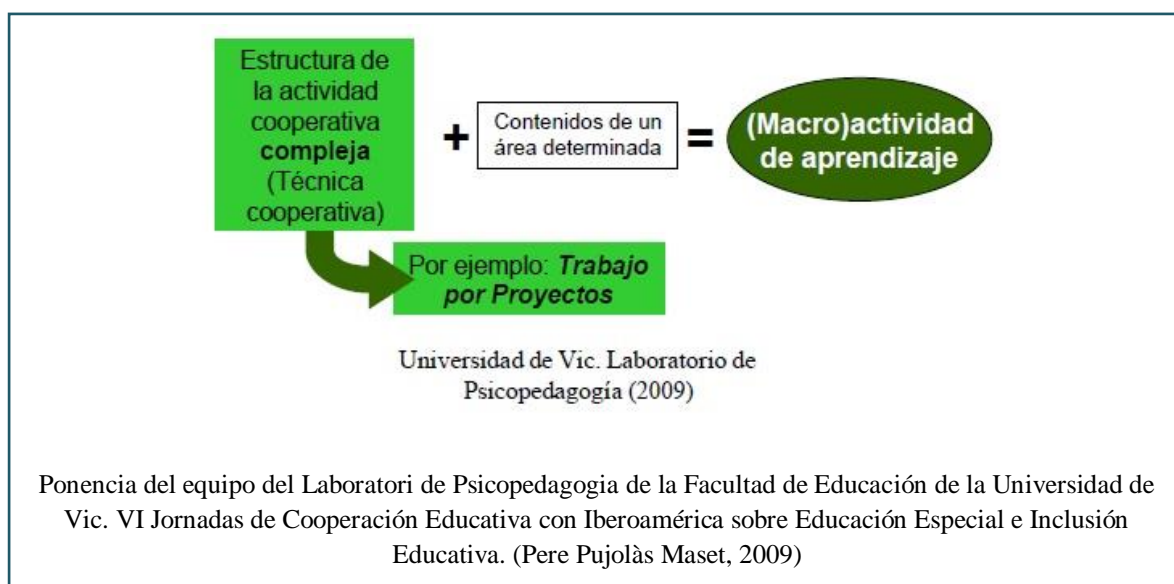 Estructura de
la actividad
cooperativa
compleja
(Técnica
cooperativa)
+
Contenidos de un
área determinada
=
(Macro)actividad
de aprendizaje
Por ejemplo: Trabajo
por Proyectos
Universidad de Vic. Laboratorio de
Psicopedagogía (2009)
Ponencia del equipo del Laboratori de Psicopedagogia de la Facultad de Educación de la Universidad de
Vic. VI Jornadas de Cooperación Educativa con Iberoamérica sobre Educación Especial e Inclusión
Educativa. (Pere Pujolàs Maset, 2009)